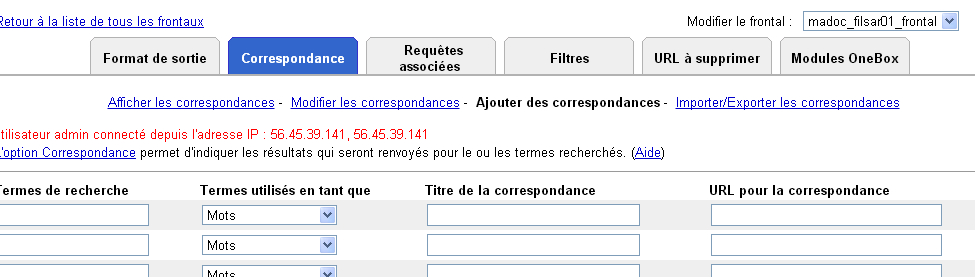 Retour à la liste de tous les frontaux
Modifier le frontal : madoc_filsar01_frontal
Format de sortie Correspondance Requêtes associées Filtres URL à supprimer Modules OneBox
Afficher les correspondances - Modifier les correspondances - Ajouter des correspondances - Importer/Exporter les correspondances
tilisateur admin connecté depuis l'adresse IP : 56.45.39.141, 56.45.39.141
'option Correspondance permet d'indiquer les résultats qui seront renvoyés pour le ou les termes recherchés. (Aide)
Termes de recherche Termes utilisés en tant que Titre de la correspondance URL pour la correspondance
Mots
Mots
Mots